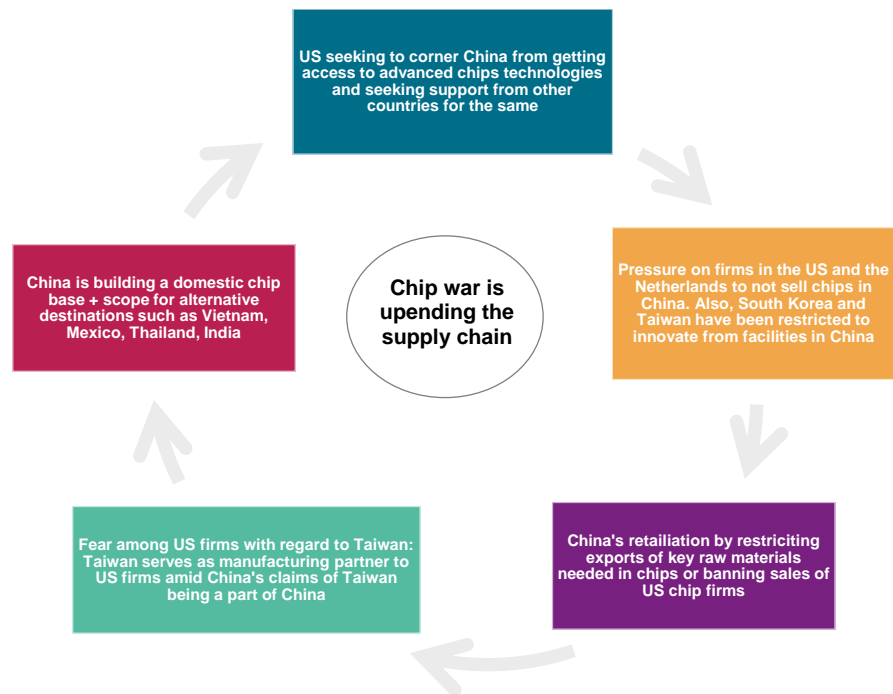 US seeking to corner China from getting
access to advanced chips technologies
and seeking support from other
countries for the same
Pressure on firms in the US and the
Netherlands to not sell chips in
China. Also, South Korea and
Taiwan have been restricted to
innovate from facilities in China
China's retailiation by restriciting
exports of key raw materials
needed in chips or banning sales of
US chip firms
Fear among US firms with regard to Taiwan:
Taiwan serves as manufacturing partner to
US firms amid China's claims of Taiwan
being a part of China
China is building a domestic chip
base + scope for alternative
destinations such as Vietnam,
Mexico, Thailand, India
Chip war is
upending the
supply chain